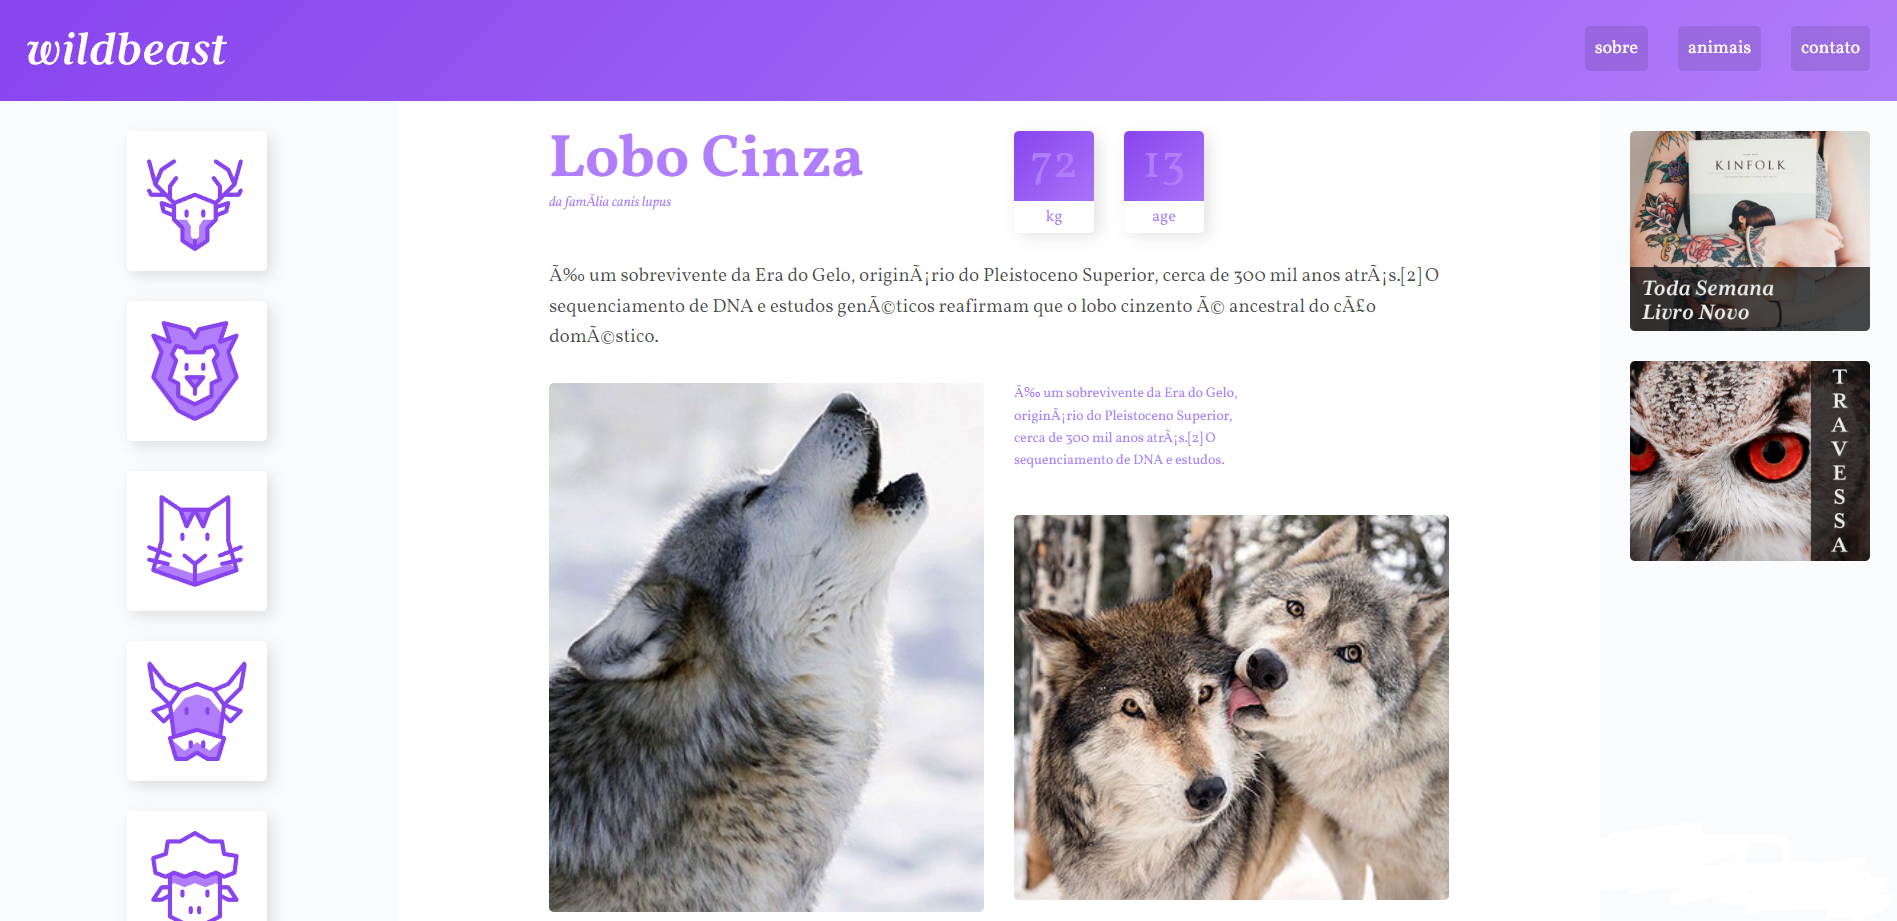 wildbeast
sobre
animais
contato
Lobo Cinza
da famÃ­lia canis lupus
72
kg
13
age
Ã‰ um sobrevivente da Era do Gelo, originÃ¡rio do Pleistoceno Superior, cerca de 300 mil anos atrÃ¡s.[2] O
sequenciamento de DNA e estudos genÃ©ticos reafirmam que o lobo cinzento Ã© ancestral do cÃ£o
domÃ©stico.
Ã‰ um sobrevivente da Era do Gelo,
originÃ¡rio do Pleistoceno Superior,
cerca de 300 mil anos atrÃ¡s.[2] O
sequenciamento de DNA e estudos.
KINFOLK
Toda Semana
Livro Novo
TRAVESSA